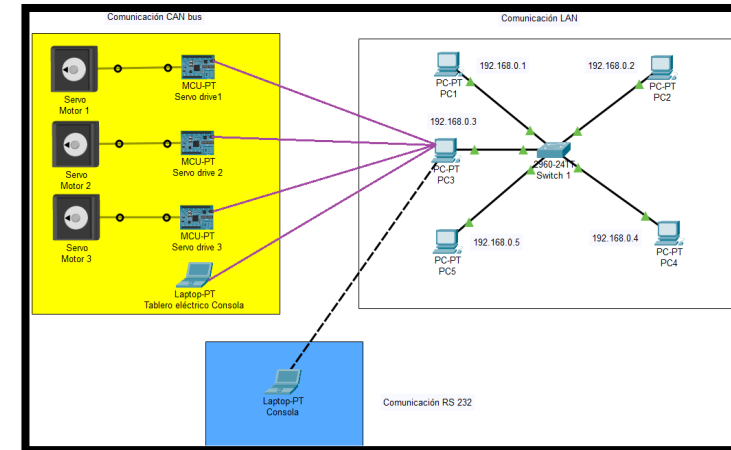 Comunicación CAN bus
Comunicación LAN
Servo
Motor 1
MCU-PT
Servo drive1
Servo
Motor 2
MCU-PT
Servo drive 2
Servo
Motor 3
MCU-PT
Servo drive 3
Laptop-PT
Tablero eléctrico Consola
192.168.0.1
PC-PT
PC1
192.168.0.2
PC-PT
PC2
192.168.0.3
PC-PT
PC3
2960-24TT
Switch 1
192.168.0.5
PC-PT
PC5
192.168.0.4
PC-PT
PC4
Laptop-PT
Consola
Comunicación RS 232